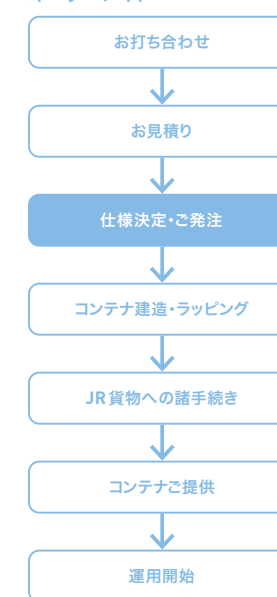 お打ち合わせ
お見積り
仕様決定・ご発注
コンテナ建造・ラッピング
JR貨物への諸手続き
コンテナご提供
運用開始